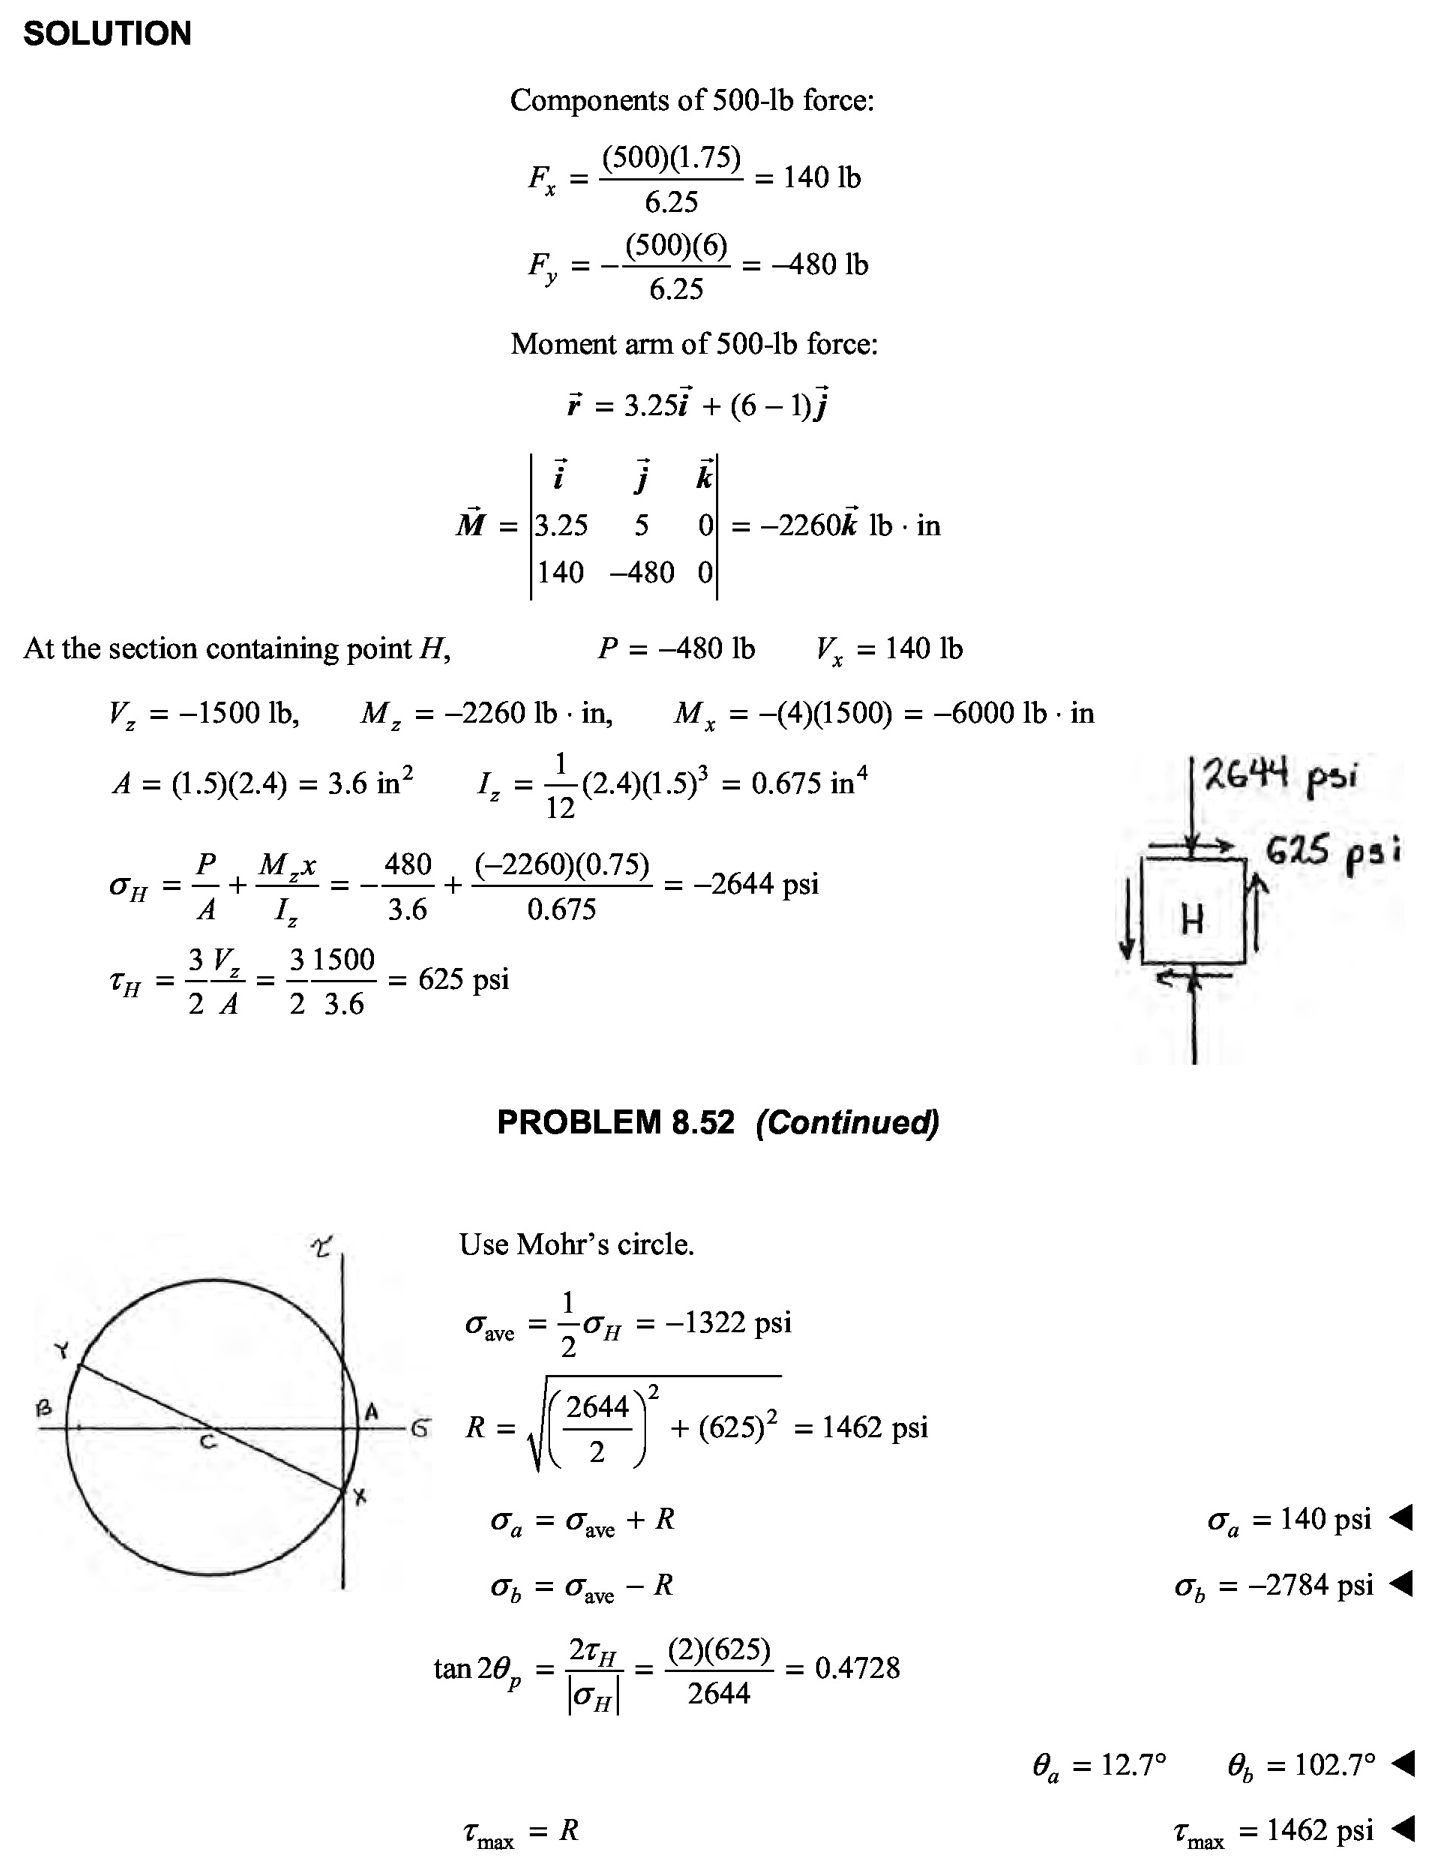 SOLUTION
Components of 500-lb force:
F_x = (500)(1.75) / 6.25 = 140 lb
F_y = −(500)(6) / 6.25 = −480 lb
Moment arm of 500-lb force:
r⃗ = 3.25i⃗ + (6 − 1)j⃗
M⃗ = | i⃗ j⃗ k⃗ |
| 3.25 5 0 | = −2260k⃗ lb · in
| 140 −480 0 |
At the section containing point H, P = −480 lb V_x = 140 lb
V_z = −1500 lb, M_z = −2260 lb · in, M_x = −(4)(1500) = −6000 lb · in
A = (1.5)(2.4) = 3.6 in² I_z = 1/12 (2.4)(1.5)³ = 0.675 in⁴
σ_H = P/A + M_z x/I_z = −480/3.6 + (−2260)(0.75)/0.675 = −2644 psi
τ_H = 3/2 V_z/A = 3/2 1500/3.6 = 625 psi
2644 psi
625 psi
H
PROBLEM 8.52 (Continued)
τ
Y
B
C
A
σ
X
Use Mohr’s circle.
σ_ave = 1/2 σ_H = −1322 psi
R = √((2644/2)² + (625)²) = 1462 psi
σ_a = σ_ave + R σ_a = 140 psi ◀
σ_b = σ_ave − R σ_b = −2784 psi ◀
tan 2θ_p = 2τ_H/|σ_H| = (2)(625)/2644 = 0.4728
θ_a = 12.7° θ_b = 102.7° ◀
τ_max = R τ_max = 1462 psi ◀